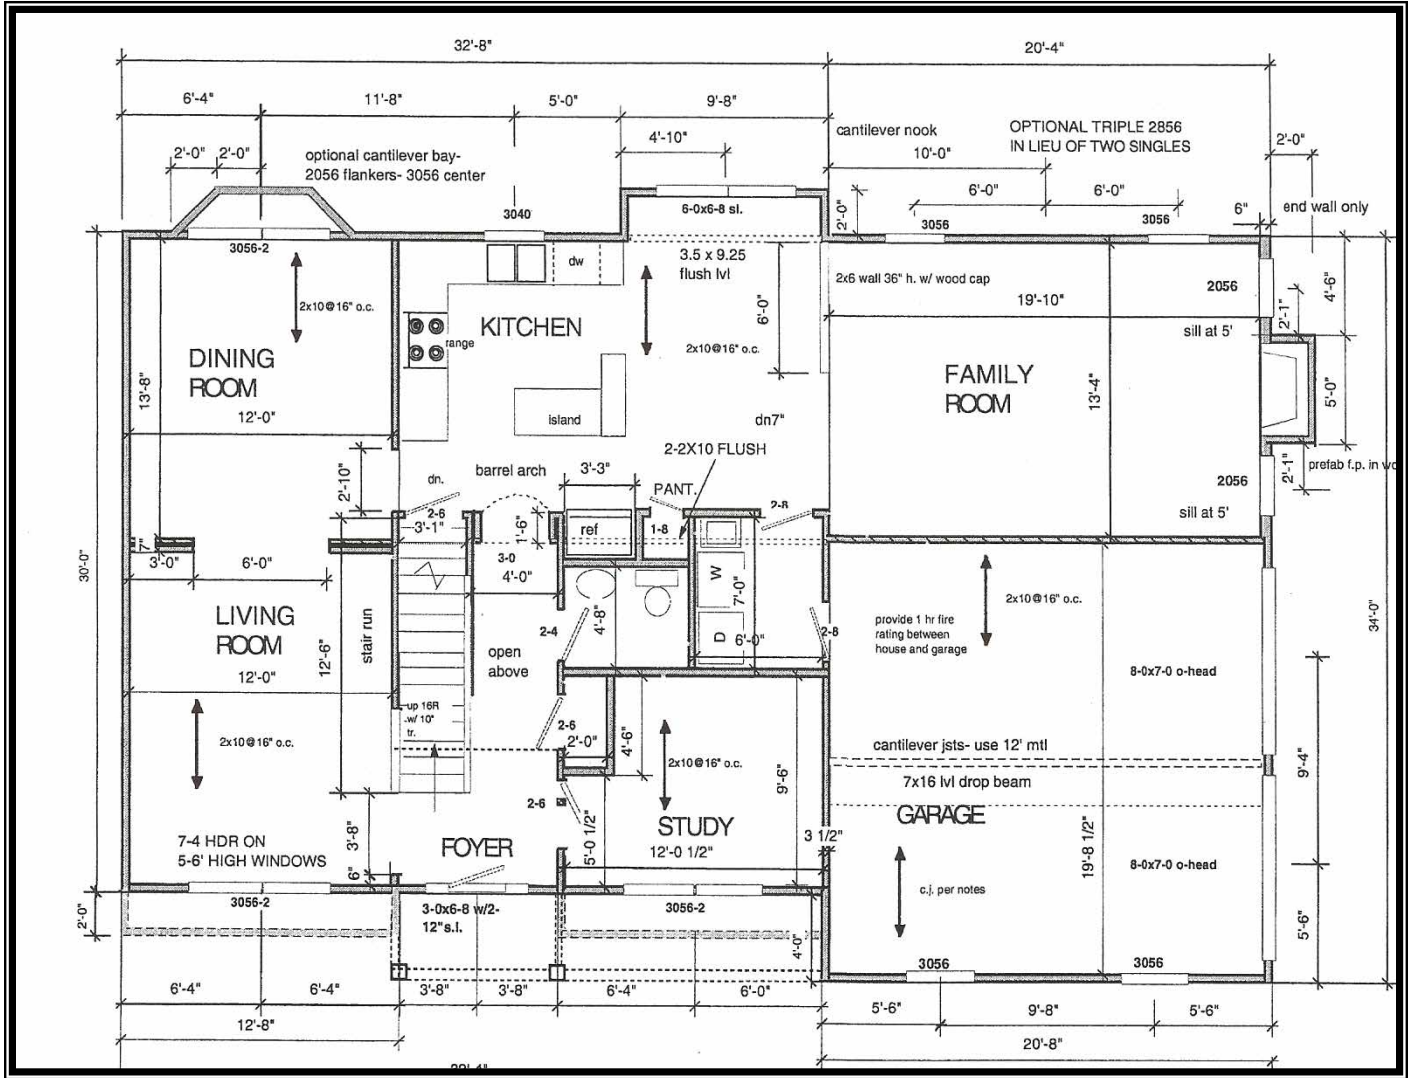 32'-8"
20'-4"
6'-4"
11'-8"
5'-0"
9'-8"
4'-10"
cantilever nook
10'-0"
OPTIONAL TRIPLE 2856
IN LIEU OF TWO SINGLES
2'-0"
2'-0"
2'-0"
optional cantilever bay-
2056 flankers- 3056 center
6'-0"
6'-0"
2'-0"
6"
end wall only
3040
6-0x6-8 sl.
3056
3056
3056-2
dw
3.5 x 9.25
flush lvl
2x6 wall 36" h. w/ wood cap
19'-10"
2056
2'-1"
4'-6"
2x10@16" o.c.
KITCHEN
range
6'-0"
2x10@16" o.c.
sill at 5'
DINING
ROOM
13'-8"
12'-0"
FAMILY
ROOM
13'-4"
5'-0"
island
dn7"
2-2X10 FLUSH
2'-10"
dn.
barrel arch
3'-3"
PANT.
2'-1"
prefab f.p. in wo
2056
sill at 5'
2-6
3'-1"
1'-6"
ref
1-8
2-8
7"
3'-0"
6'-0"
3-0
4'-0"
30'-0"
LIVING
ROOM
12'-0"
12'-6"
stair run
2-4
4'-8"
W
7'-0"
D
6'-0"
2-8
2x10@16" o.c.
provide 1 hr fire
rating between
house and garage
34'-0"
8-0x7-0 o-head
open
above
up 16R
w/ 10"
tr.
2x10@16" o.c.
2-6
2'-0"
4'-6"
2x10@16" o.c.
9'-6"
cantilever jsts- use 12' mtl
7x16 lvl drop beam
9'-4"
GARAGE
2-6
5'-0 1/2"
STUDY
12'-0 1/2"
3 1/2"
19'-8 1/2"
8-0x7-0 o-head
7-4 HDR ON
5-6' HIGH WINDOWS
3'-8"
6"
FOYER
c.j. per notes
2'-0"
3056-2
3-0x6-8 w/2-
12"s.l.
3056-2
4'-0"
5'-6"
3056
3056
6'-4"
6'-4"
3'-8"
3'-8"
6'-4"
6'-0"
5'-6"
9'-8"
5'-6"
12'-8"
20'-8"